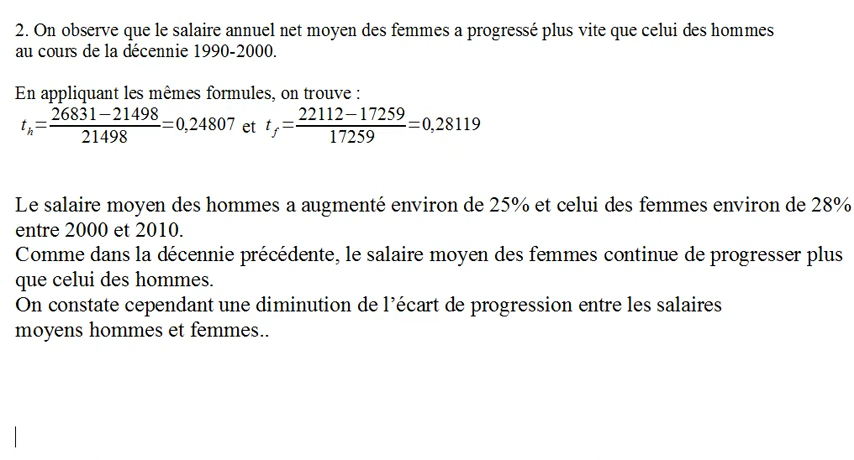 2. On observe que le salaire annuel net moyen des femmes a progressé plus vite que celui des hommes
au cours de la décennie 1990-2000.
En appliquant les mêmes formules, on trouve :
t_h = (26831−21498)/21498 = 0,24807 et t_f = (22112−17259)/17259 = 0,28119
Le salaire moyen des hommes a augmenté environ de 25% et celui des femmes environ de 28%
entre 2000 et 2010.
Comme dans la décennie précédente, le salaire moyen des femmes continue de progresser plus
que celui des hommes.
On constate cependant une diminution de l’écart de progression entre les salaires
moyens hommes et femmes..